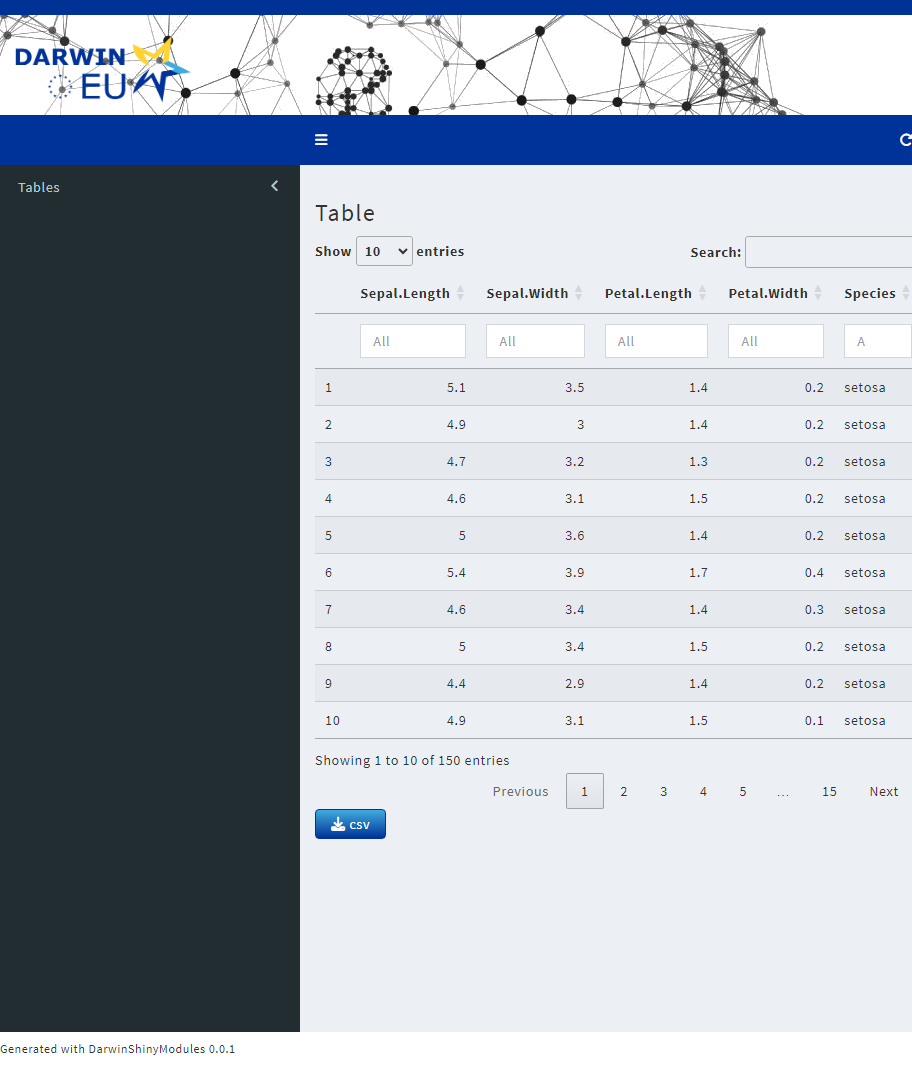 DARWIN
EU
Tables
Table
Show 10 entries Search:
Sepal.Length Sepal.Width Petal.Length Petal.Width Species
All All All All A
1 5.1 3.5 1.4 0.2 setosa
2 4.9 3 1.4 0.2 setosa
3 4.7 3.2 1.3 0.2 setosa
4 4.6 3.1 1.5 0.2 setosa
5 5 3.6 1.4 0.2 setosa
6 5.4 3.9 1.7 0.4 setosa
7 4.6 3.4 1.4 0.3 setosa
8 5 3.4 1.5 0.2 setosa
9 4.4 2.9 1.4 0.2 setosa
10 4.9 3.1 1.5 0.1 setosa
Showing 1 to 10 of 150 entries
Previous 1 2 3 4 5 … 15 Next
csv
Generated with DarwinShinyModules 0.0.1